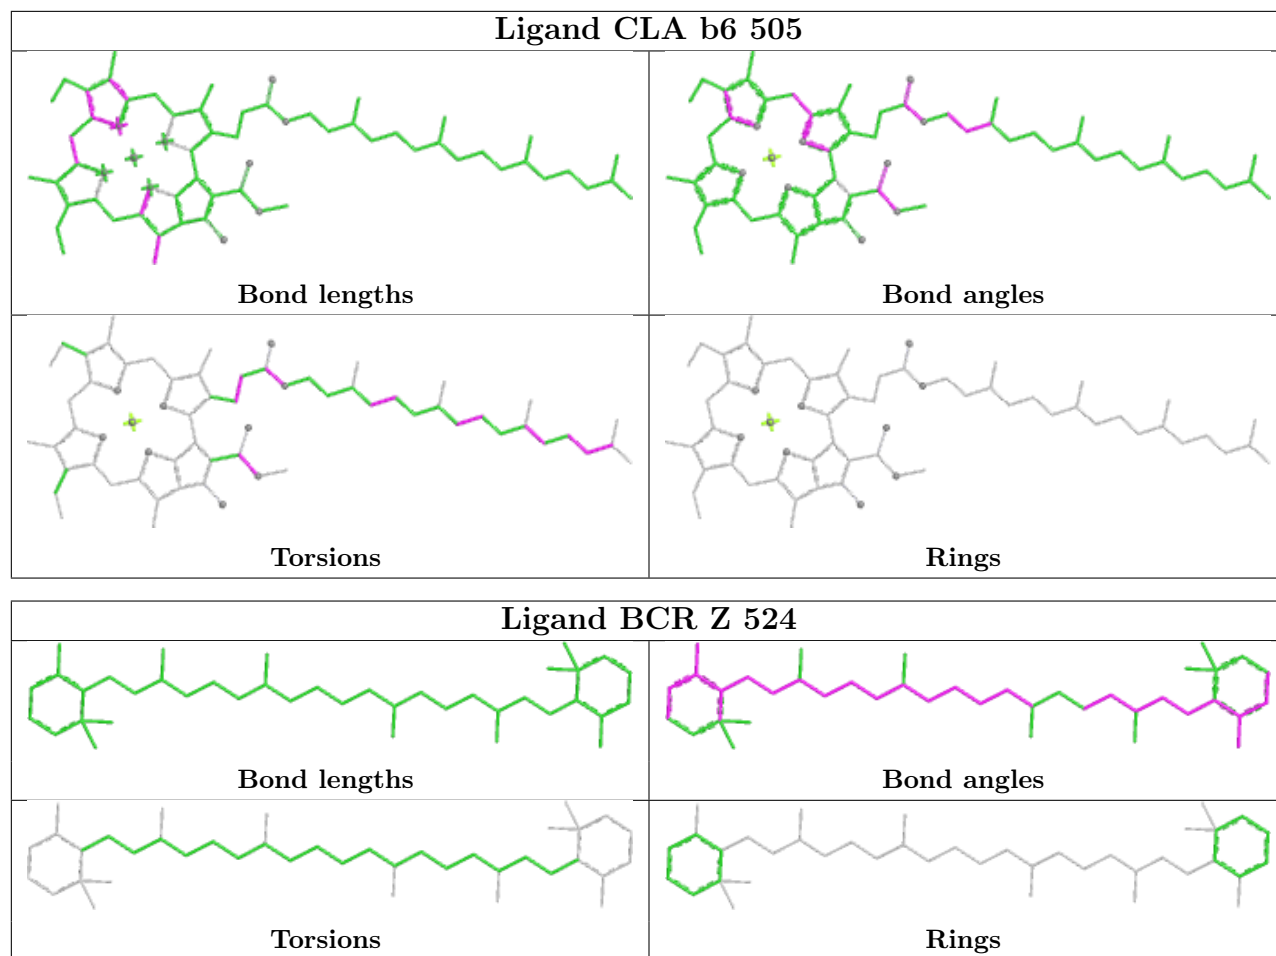 Ligand CLA b6 505
Bond lengths
Bond angles
Torsions
Rings
Ligand BCR Z 524
Bond lengths
Bond angles
Torsions
Rings